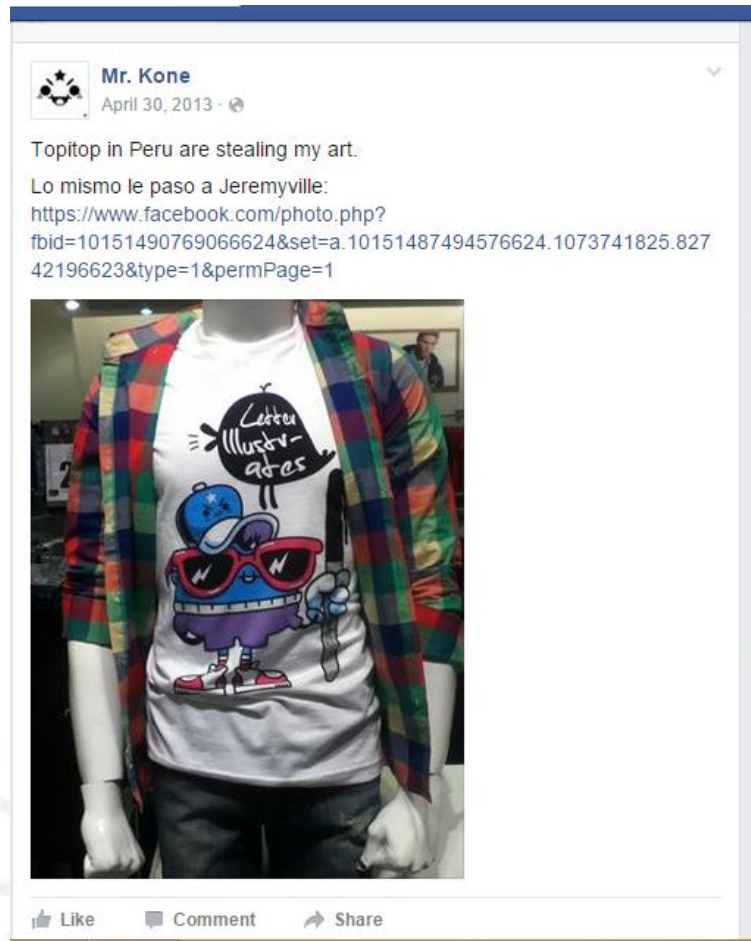 Mr. Kone
April 30, 2013
Topitop in Peru are stealing my art.
Lo mismo le paso a Jeremyville:
https://www.facebook.com/photo.php?
fbid=10151490769066624&set=a.10151487494576624.1073741825.827
42196623&type=1&permPage=1
Letter
Illustr-
ates
2
Like Comment Share